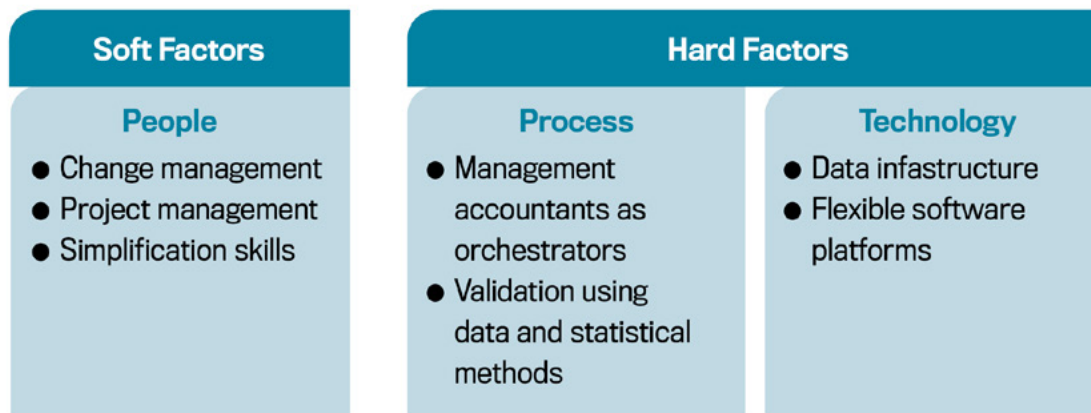 Soft Factors
People
● Change management
● Project management
● Simplification skills
Hard Factors
Process
● Management
accountants as
orchestrators
● Validation using
data and statistical
methods
Technology
● Data infastructure
● Flexible software
platforms